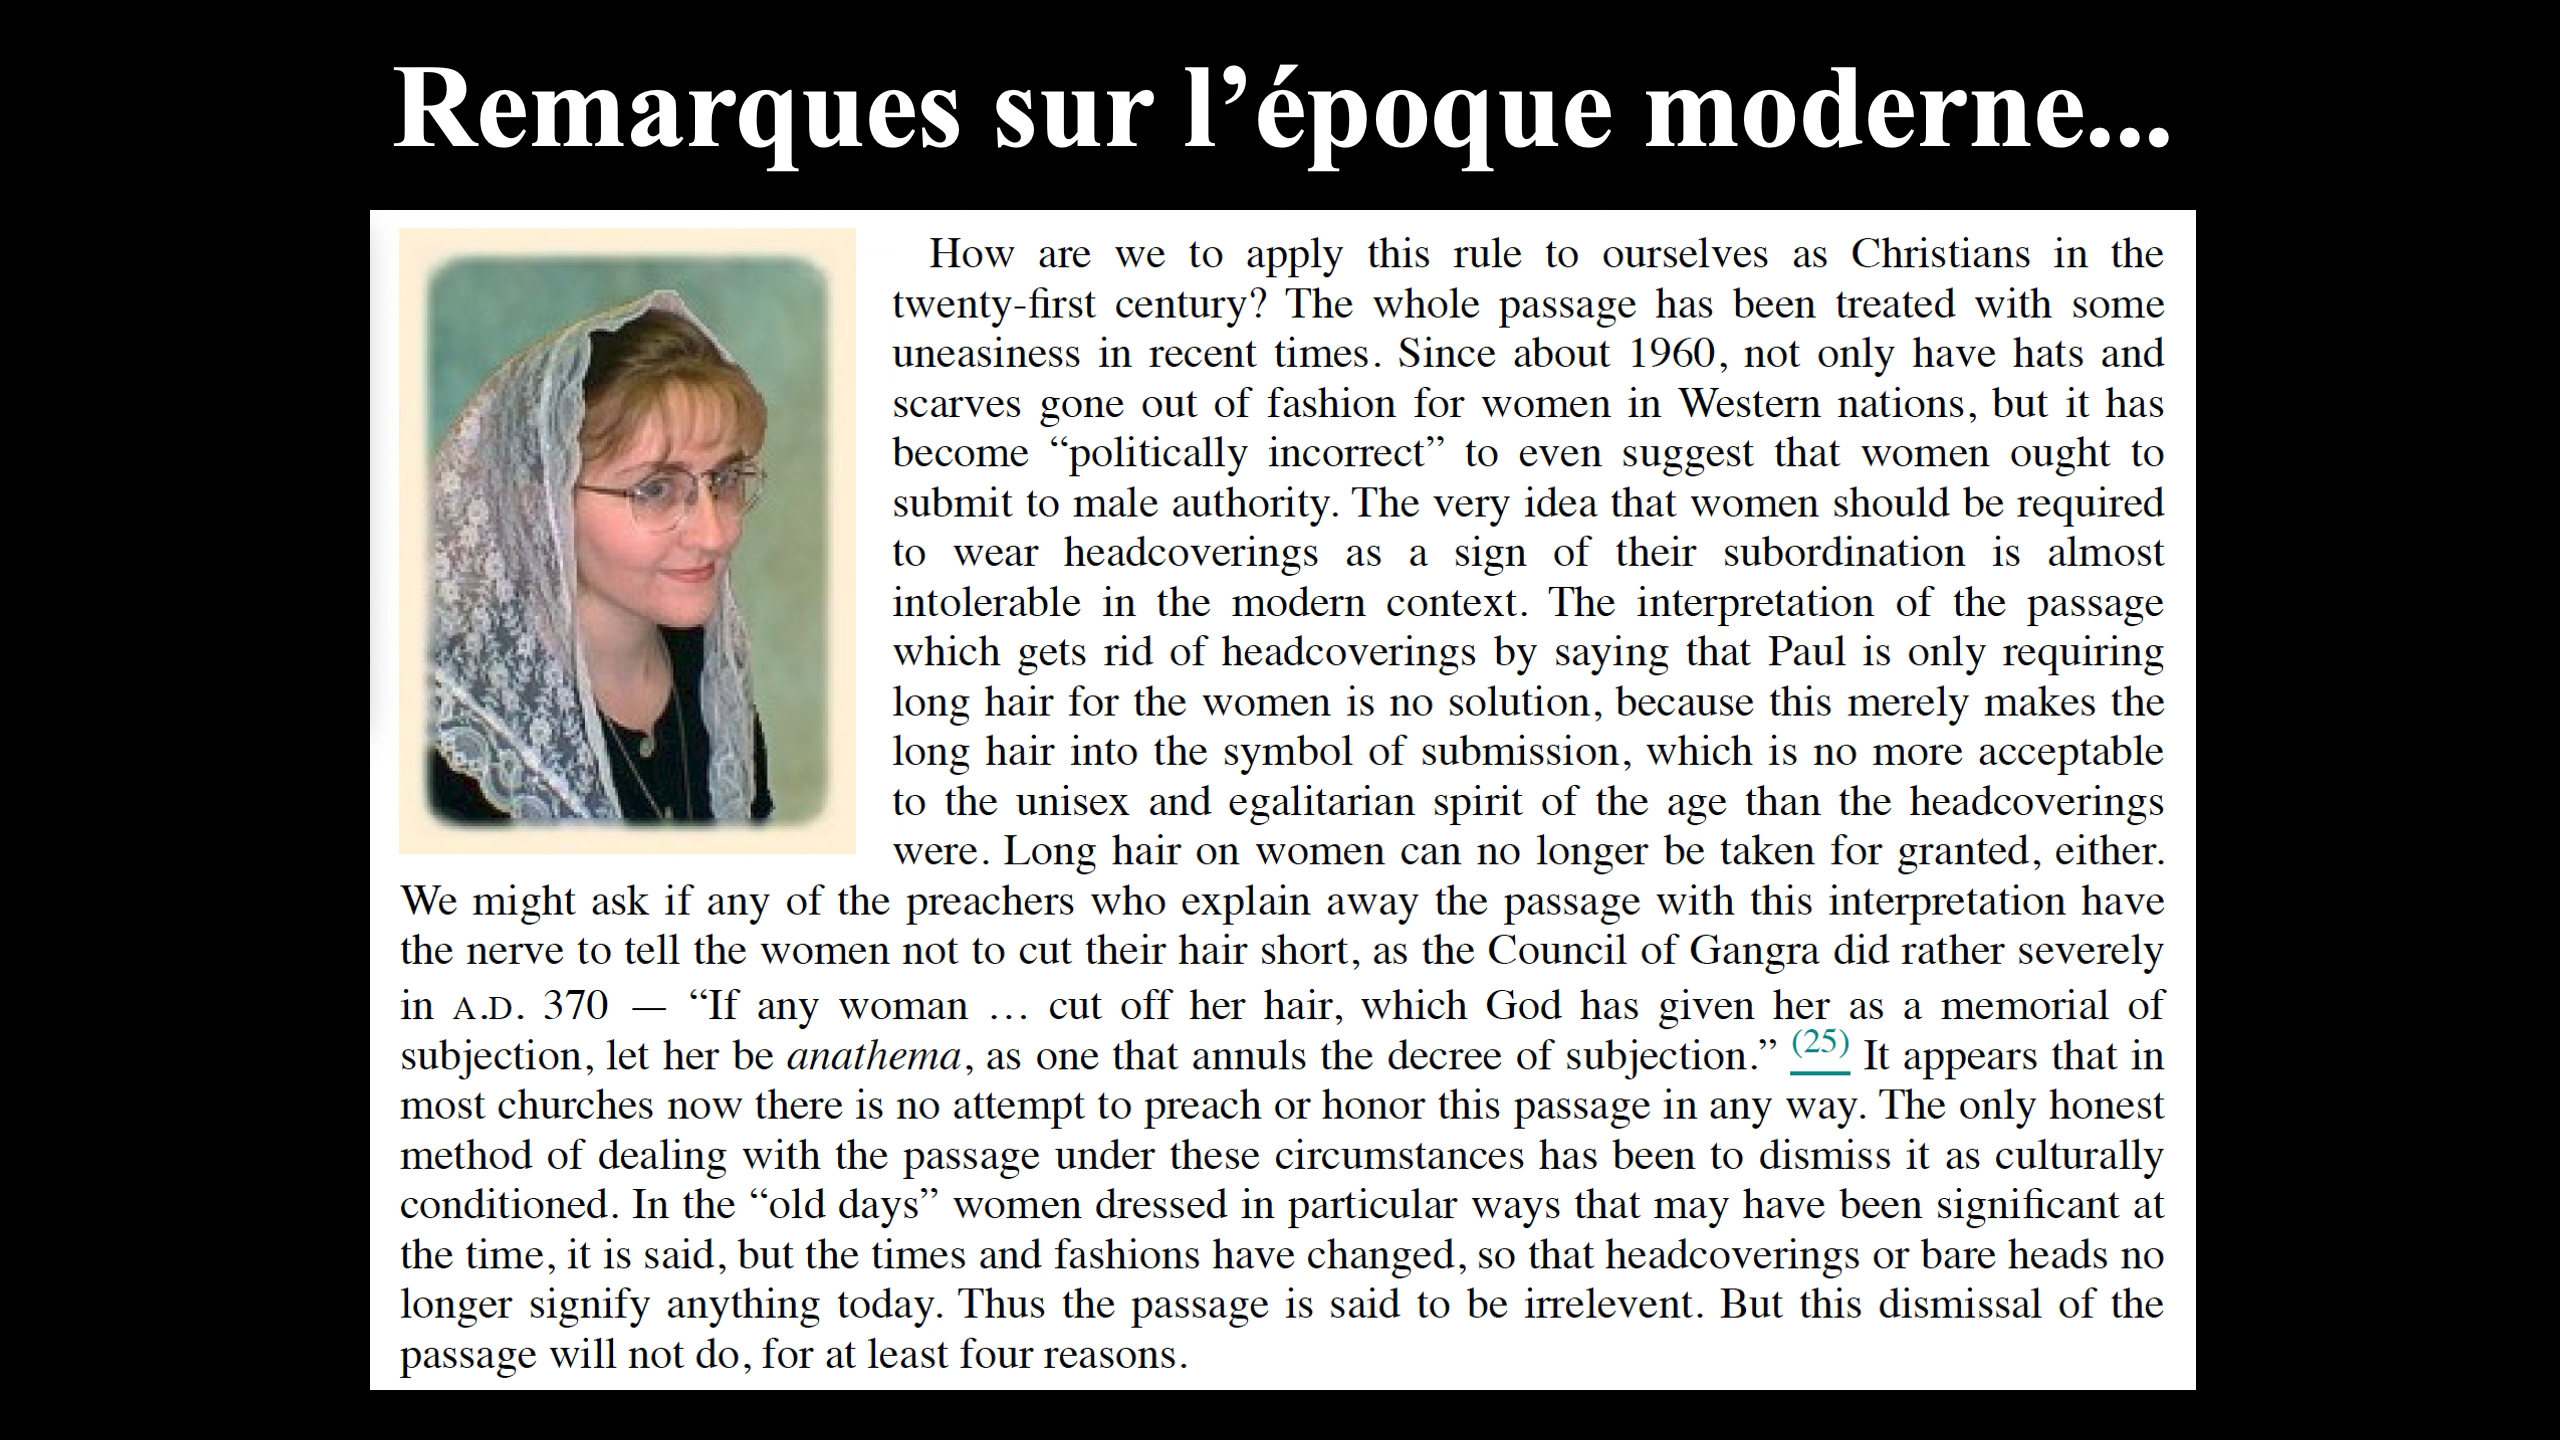 Remarques sur l’époque moderne...
How are we to apply this rule to ourselves as Christians in the
twenty-first century? The whole passage has been treated with some
uneasiness in recent times. Since about 1960, not only have hats and
scarves gone out of fashion for women in Western nations, but it has
become “politically incorrect” to even suggest that women ought to
submit to male authority. The very idea that women should be required
to wear headcoverings as a sign of their subordination is almost
intolerable in the modern context. The interpretation of the passage
which gets rid of headcoverings by saying that Paul is only requiring
long hair for the women is no solution, because this merely makes the
long hair into the symbol of submission, which is no more acceptable
to the unisex and egalitarian spirit of the age than the headcoverings
were. Long hair on women can no longer be taken for granted, either.
We might ask if any of the preachers who explain away the passage with this interpretation have
the nerve to tell the women not to cut their hair short, as the Council of Gangra did rather severely
in A.D. 370 — “If any woman … cut off her hair, which God has given her as a memorial of
subjection, let her be anathema, as one that annuls the decree of subjection.” (25) It appears that in
most churches now there is no attempt to preach or honor this passage in any way. The only honest
method of dealing with the passage under these circumstances has been to dismiss it as culturally
conditioned. In the “old days” women dressed in particular ways that may have been significant at
the time, it is said, but the times and fashions have changed, so that headcoverings or bare heads no
longer signify anything today. Thus the passage is said to be irrelevent. But this dismissal of the
passage will not do, for at least four reasons.